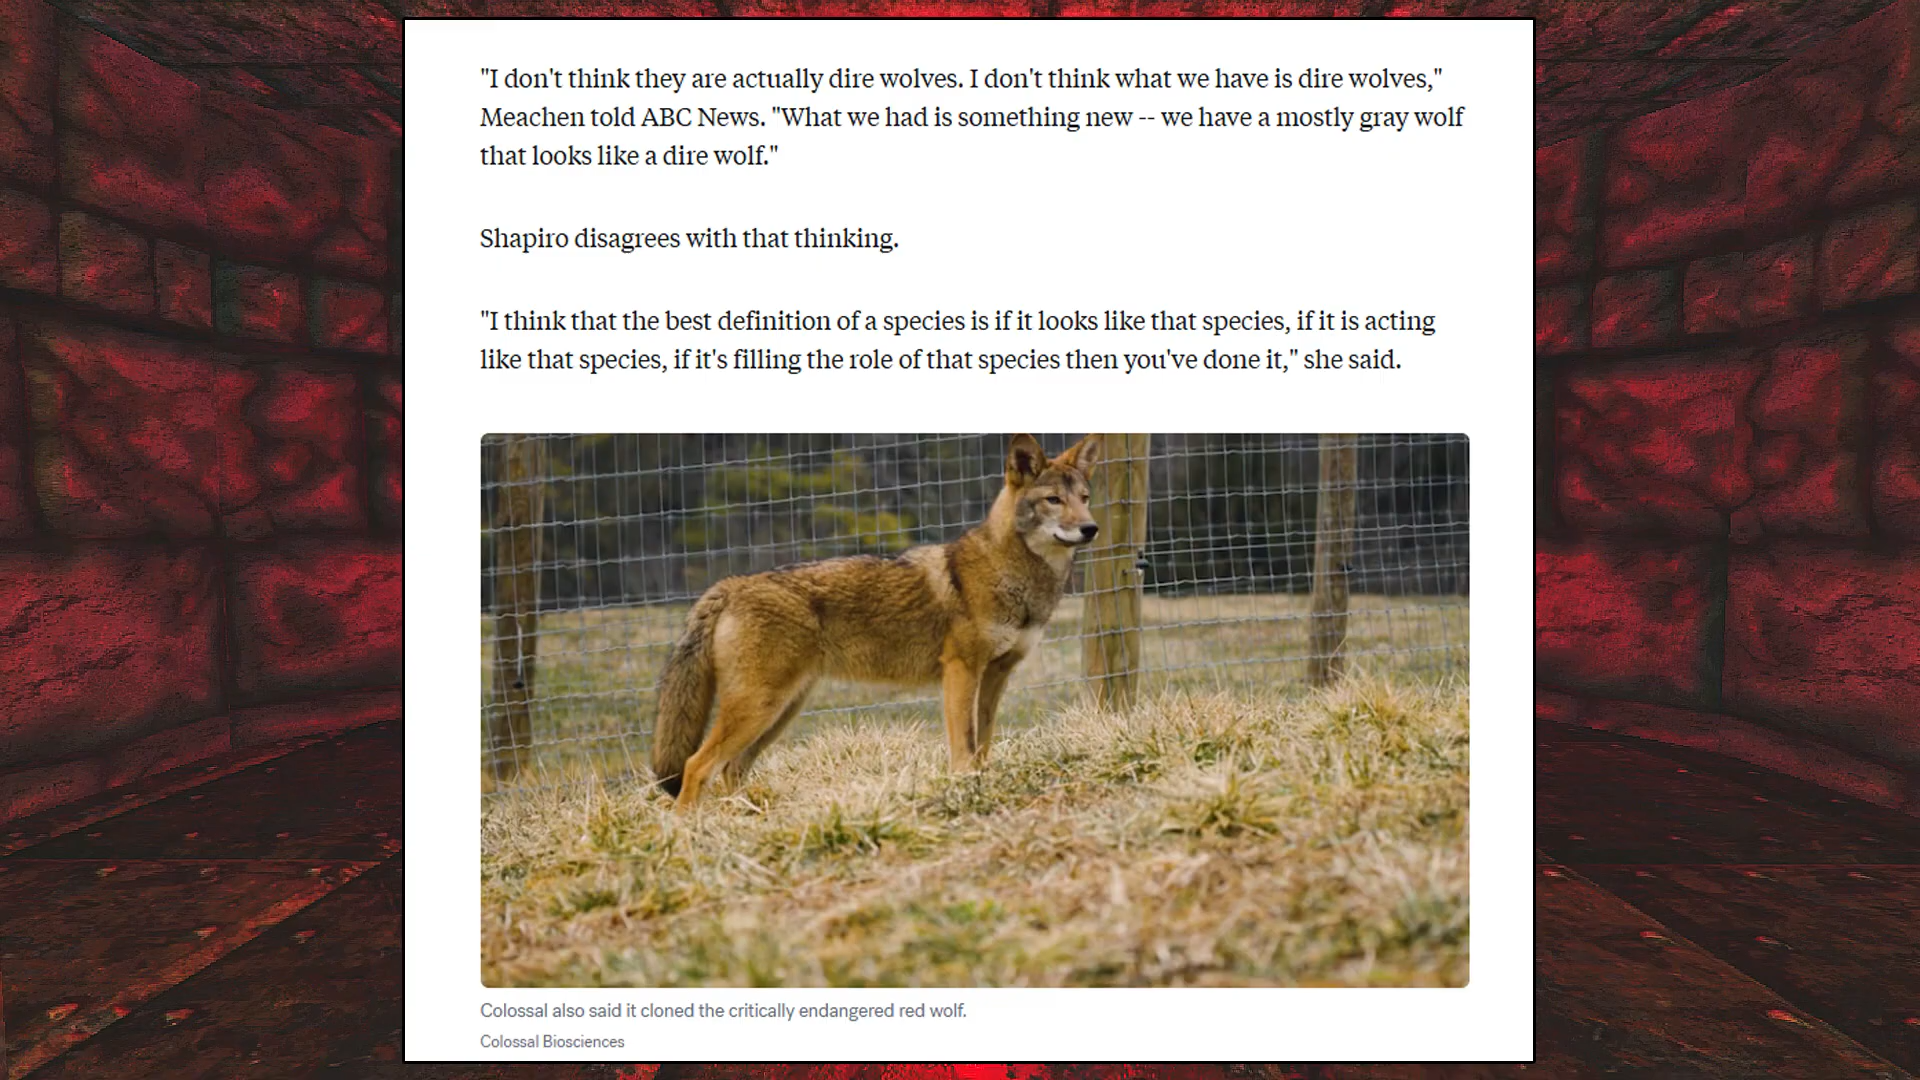 "I don't think they are actually dire wolves. I don't think what we have is dire wolves,"
Meachen told ABC News. "What we had is something new -- we have a mostly gray wolf
that looks like a dire wolf."
Shapiro disagrees with that thinking.
"I think that the best definition of a species is if it looks like that species, if it is acting
like that species, if it's filling the role of that species then you've done it," she said.
Colossal also said it cloned the critically endangered red wolf.
Colossal Biosciences